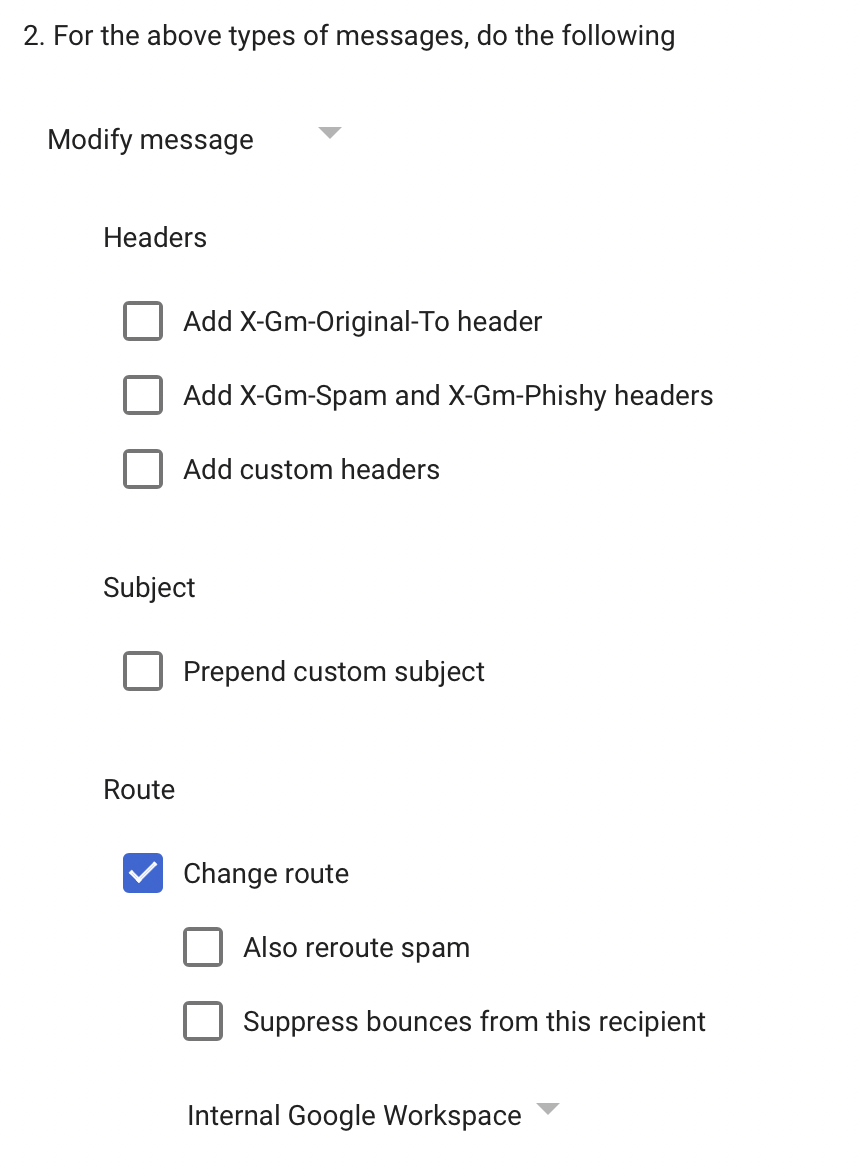 2. For the above types of messages, do the following
Modify message
Headers
Add X-Gm-Original-To header
Add X-Gm-Spam and X-Gm-Phishy headers
Add custom headers
Subject
Prepend custom subject
Route
Change route
Also reroute spam
Suppress bounces from this recipient
Internal Google Workspace